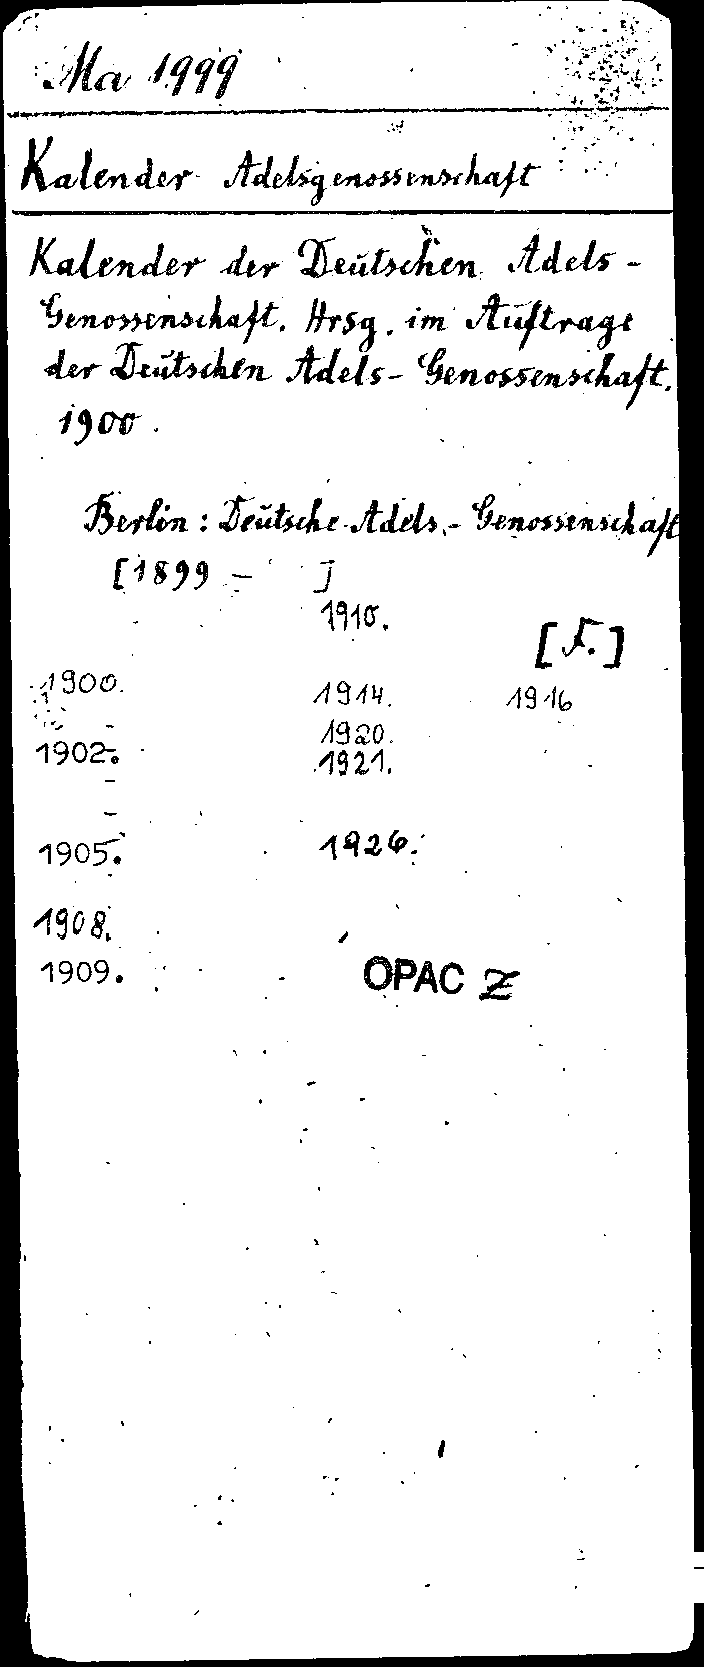 Ma 1999
Kalender Adelsgenossenschaft
Kalender der Deutschen Adels-
Genossenschaft. Hrsg. im Auftrage
der Deutschen Adels-Genossenschaft.
1900.
Berlin: Deutsche Adels-Genossenschaft
[1899 - ]
1910.
[F.]
1900. 1914. 1916
1920.
1902. 1921.
1905. 1926.
1908.
1909. OPAC Z